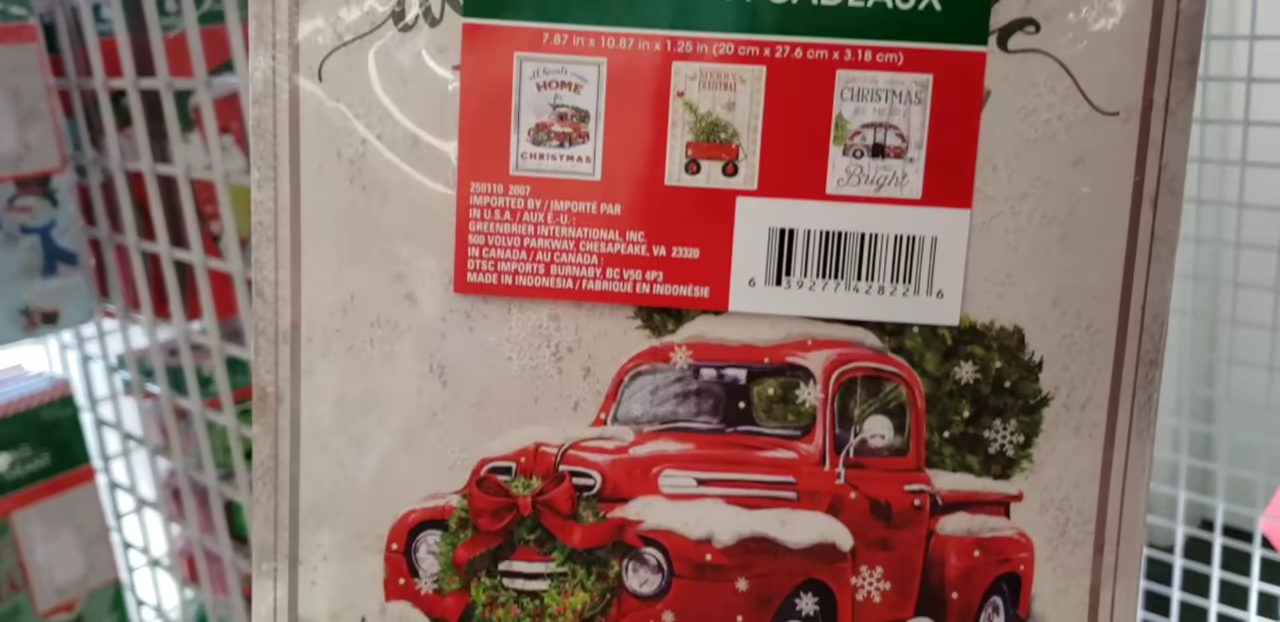 CADEAUX
7.87 in x 10.87 in x 1.25 in (20 cm x 27.6 cm x 3.18 cm)
HOME
for
CHRISTMAS
MERRY
CHRISTMAS
CHRISTMAS
Bright
259110 2007
IMPORTED BY / IMPORTÉ PAR
IN U.S.A. / AUX É.-U. :
GREENBRIER INTERNATIONAL, INC.
500 VOLVO PARKWAY, CHESAPEAKE, VA 23320
IN CANADA / AU CANADA :
DTSC IMPORTS BURNABY, BC V5G 4P3
MADE IN INDONESIA / FABRIQUÉ EN INDONÉSIE
6 39277 42822 6